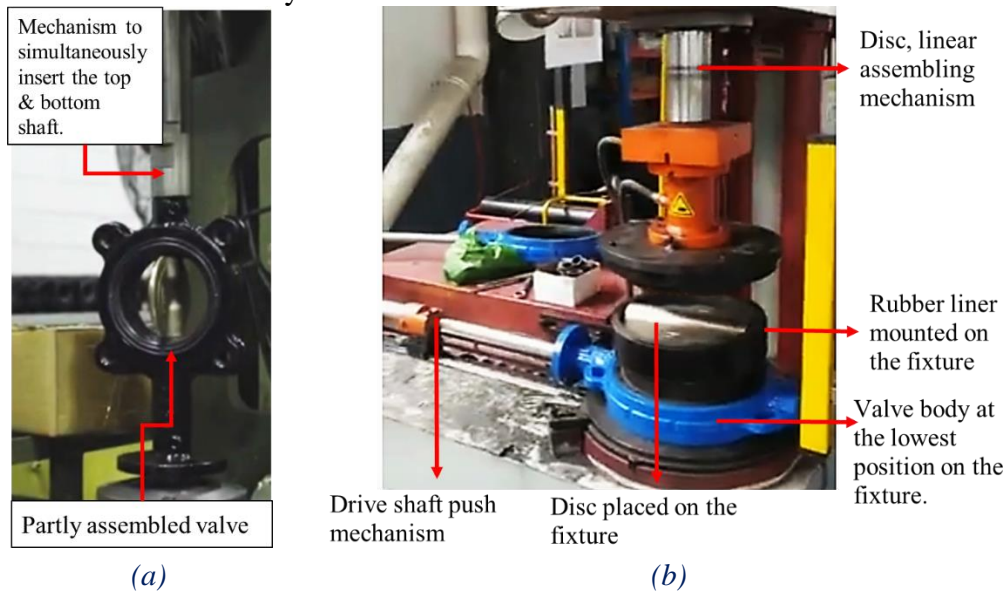 Mechanism to
simultaneously
insert the top
& bottom
shaft.
Partly assembled valve
(a)
Disc, linear
assembling
mechanism
Rubber liner
mounted on
the fixture
Valve body at
the lowest
position on the
fixture.
Drive shaft push
mechanism
Disc placed on the
fixture
(b)